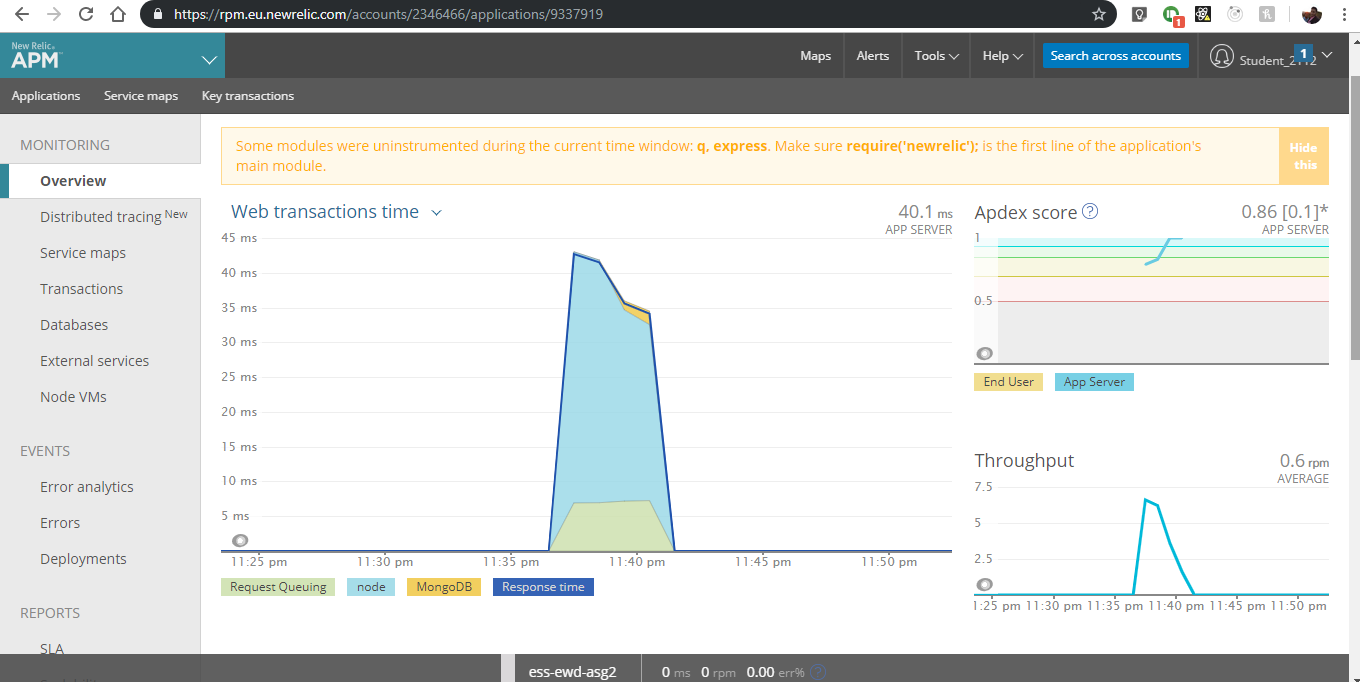 https://rpm.eu.newrelic.com/accounts/2346466/applications/9337919
1
New Relic®
APM™
Maps
Alerts
Tools
Help
Search across accounts
Student_2112
1
Applications
Service maps
Key transactions
MONITORING
Overview
Distributed tracing New
Service maps
Transactions
Databases
External services
Node VMs
EVENTS
Error analytics
Errors
Deployments
REPORTS
SLA
Some modules were uninstrumented during the current time window: q, express. Make sure require('newrelic'); is the first line of the application's
main module.
Hide
this
Web transactions time
40.1 ms
APP SERVER
45 ms
40 ms
35 ms
30 ms
25 ms
20 ms
15 ms
10 ms
5 ms
11:25 pm 11:30 pm 11:35 pm 11:40 pm 11:45 pm 11:50 pm
Request Queuing
node
MongoDB
Response time
Apdex score ?
0.86 [0.1]*
APP SERVER
1
0.5
End User
App Server
Throughput
0.6 rpm
AVERAGE
7.5
5
2.5
1:25 pm 11:30 pm 11:35 pm 11:40 pm 11:45 pm 11:50 pm
ess-ewd-asg2
0 ms 0 rpm 0.00 err% ?